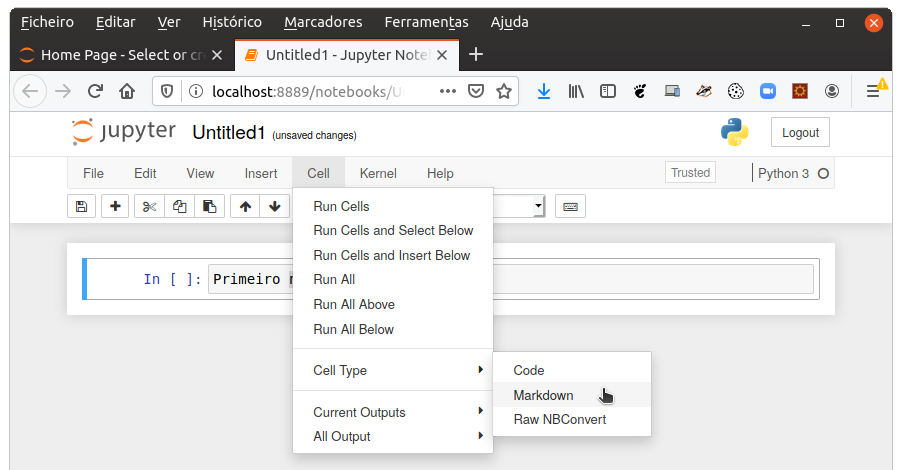 Ficheiro Editar Ver Histórico Marcadores Ferramentas Ajuda
Home Page - Select or cr Untitled1 - Jupyter Note
localhost:8889/notebooks/U
jupyter Untitled1 (unsaved changes) Logout
File Edit View Insert Cell Kernel Help Trusted Python 3
Run Cells
Run Cells and Select Below
Run Cells and Insert Below
In [ ]: Primeiro
Run All
Run All Above
Run All Below
Cell Type
Code
Markdown
Raw NBConvert
Current Outputs
All Output